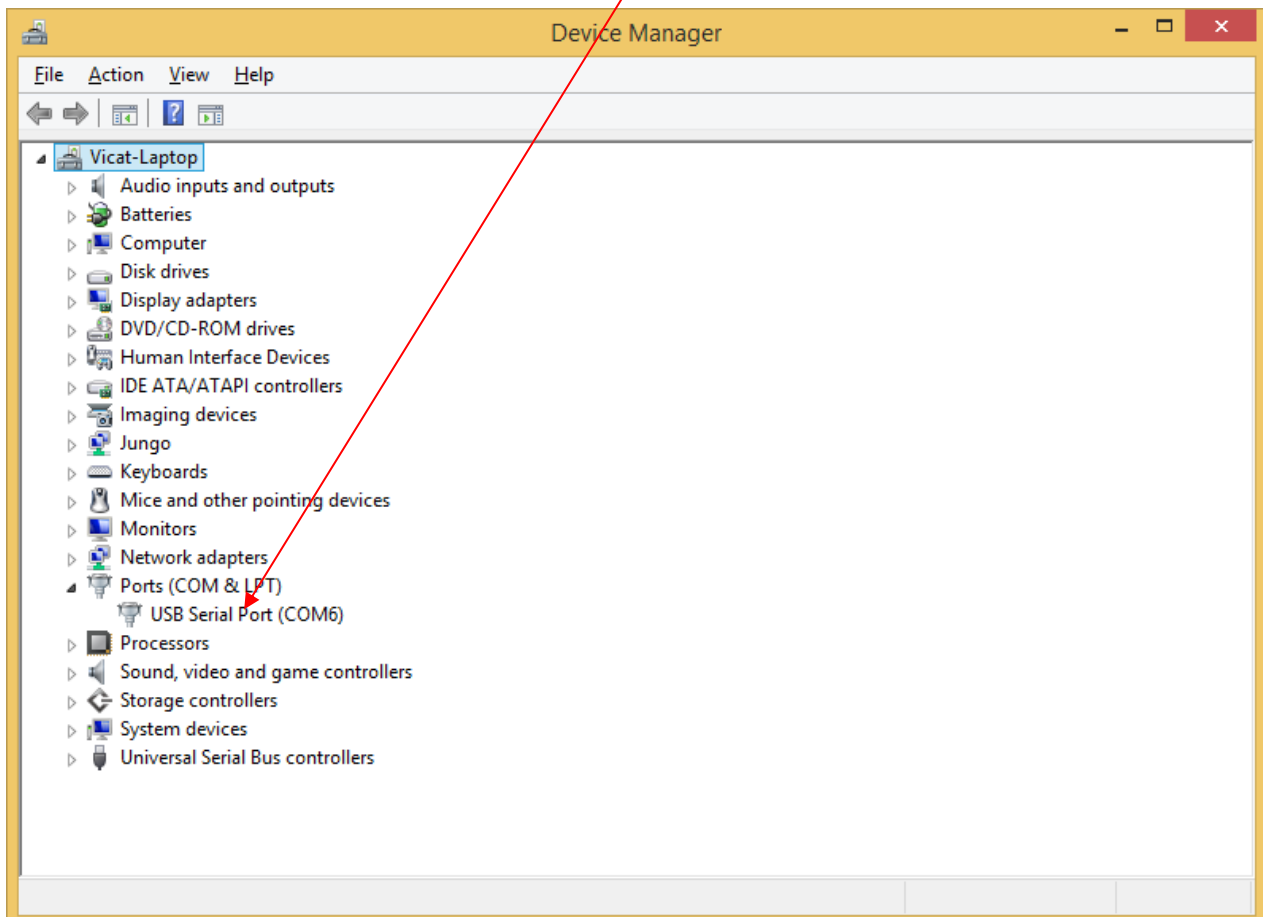 Device Manager
File Action View Help
Vicat-Laptop
Audio inputs and outputs
Batteries
Computer
Disk drives
Display adapters
DVD/CD-ROM drives
Human Interface Devices
IDE ATA/ATAPI controllers
Imaging devices
Jungo
Keyboards
Mice and other pointing devices
Monitors
Network adapters
Ports (COM & LPT)
USB Serial Port (COM6)
Processors
Sound, video and game controllers
Storage controllers
System devices
Universal Serial Bus controllers